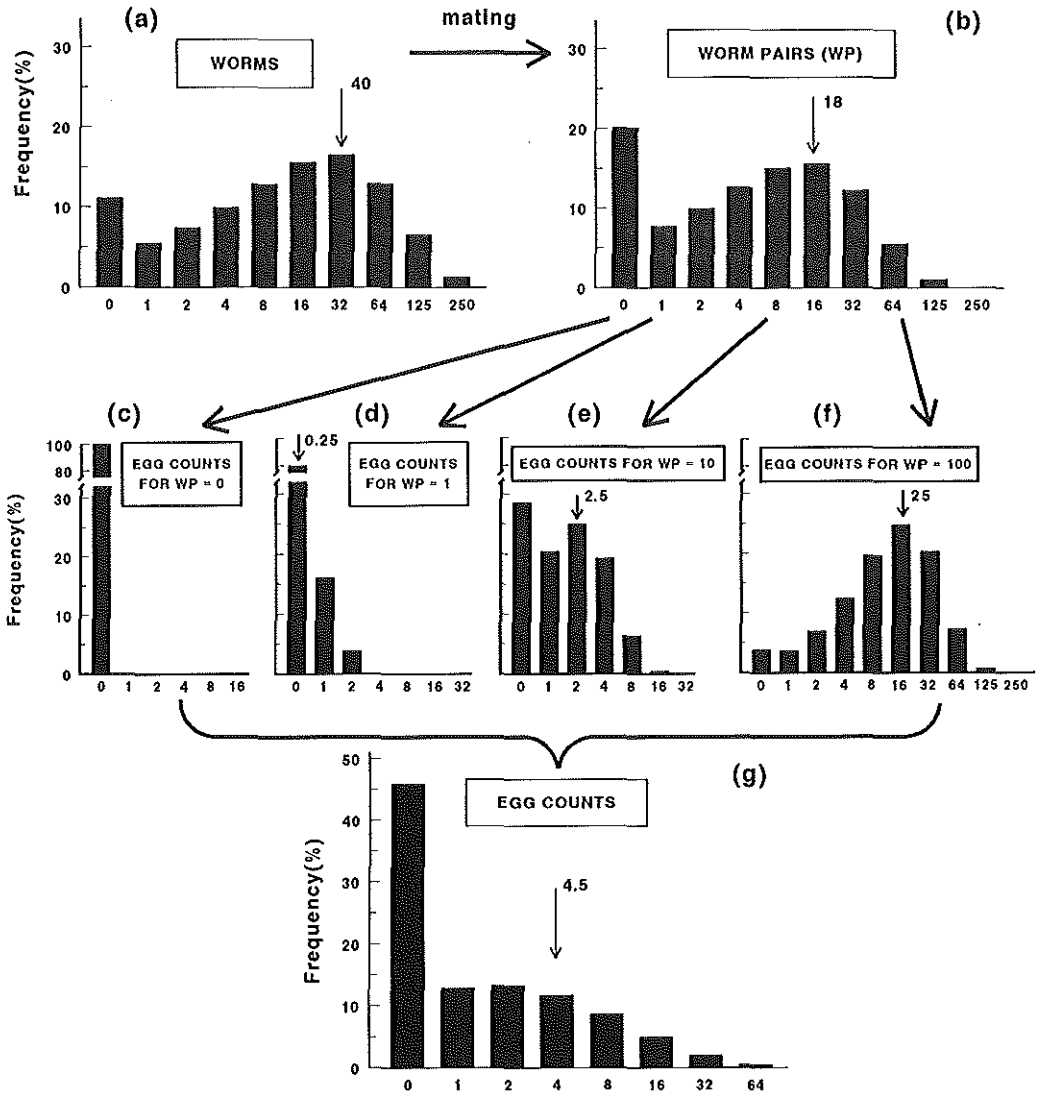 (a)
mating
(b)
Frequency(%)
30
20
10
0
WORMS
40
0 1 2 4 8 16 32 64 125 250
30
20
10
0
WORM PAIRS (WP)
18
0 1 2 4 8 16 32 64 125 250
(c)
(d)
(e)
(f)
Frequency(%)
100
80
30
20
10
0
EGG COUNTS
FOR WP = 0
0 1 2 4 8 16
0.25
EGG COUNTS
FOR WP = 1
0 1 2 4 8 16 32
EGG COUNTS FOR WP = 10
2.5
0 1 2 4 8 16 32
EGG COUNTS FOR WP = 100
25
0 1 2 4 8 16 32 64 125 250
(g)
Frequency(%)
50
40
30
20
10
0
EGG COUNTS
4.5
0 1 2 4 8 16 32 64